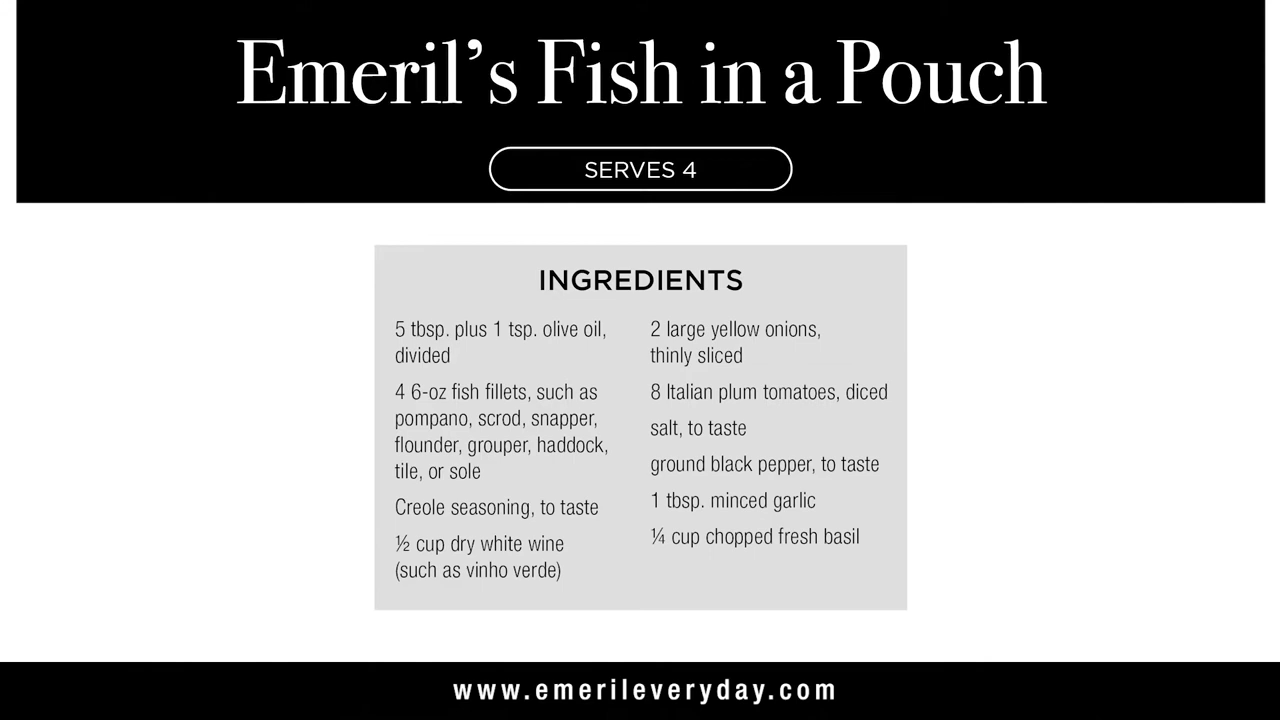 Emeril’s Fish in a Pouch
SERVES 4
INGREDIENTS
5 tbsp. plus 1 tsp. olive oil,
divided
4 6-oz fish fillets, such as
pompano, scrod, snapper,
flounder, grouper, haddock,
tile, or sole
Creole seasoning, to taste
½ cup dry white wine
(such as vinho verde)
2 large yellow onions,
thinly sliced
8 Italian plum tomatoes, diced
salt, to taste
ground black pepper, to taste
1 tbsp. minced garlic
¼ cup chopped fresh basil
www.emerileveryday.com